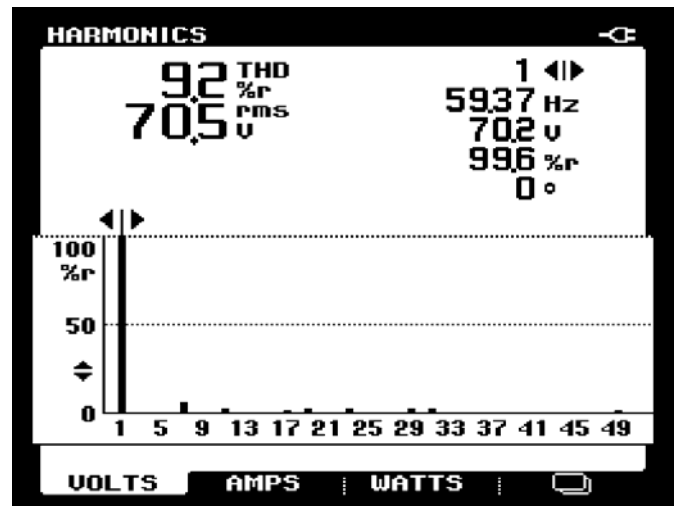 HARMONICS
9.2 THD %r
70.5 rms V
1
59.37 Hz
70.2 V
99.6 %r
0 °
100
%r
50
0
1 5 9 13 17 21 25 29 33 37 41 45 49
VOLTS AMPS WATTS